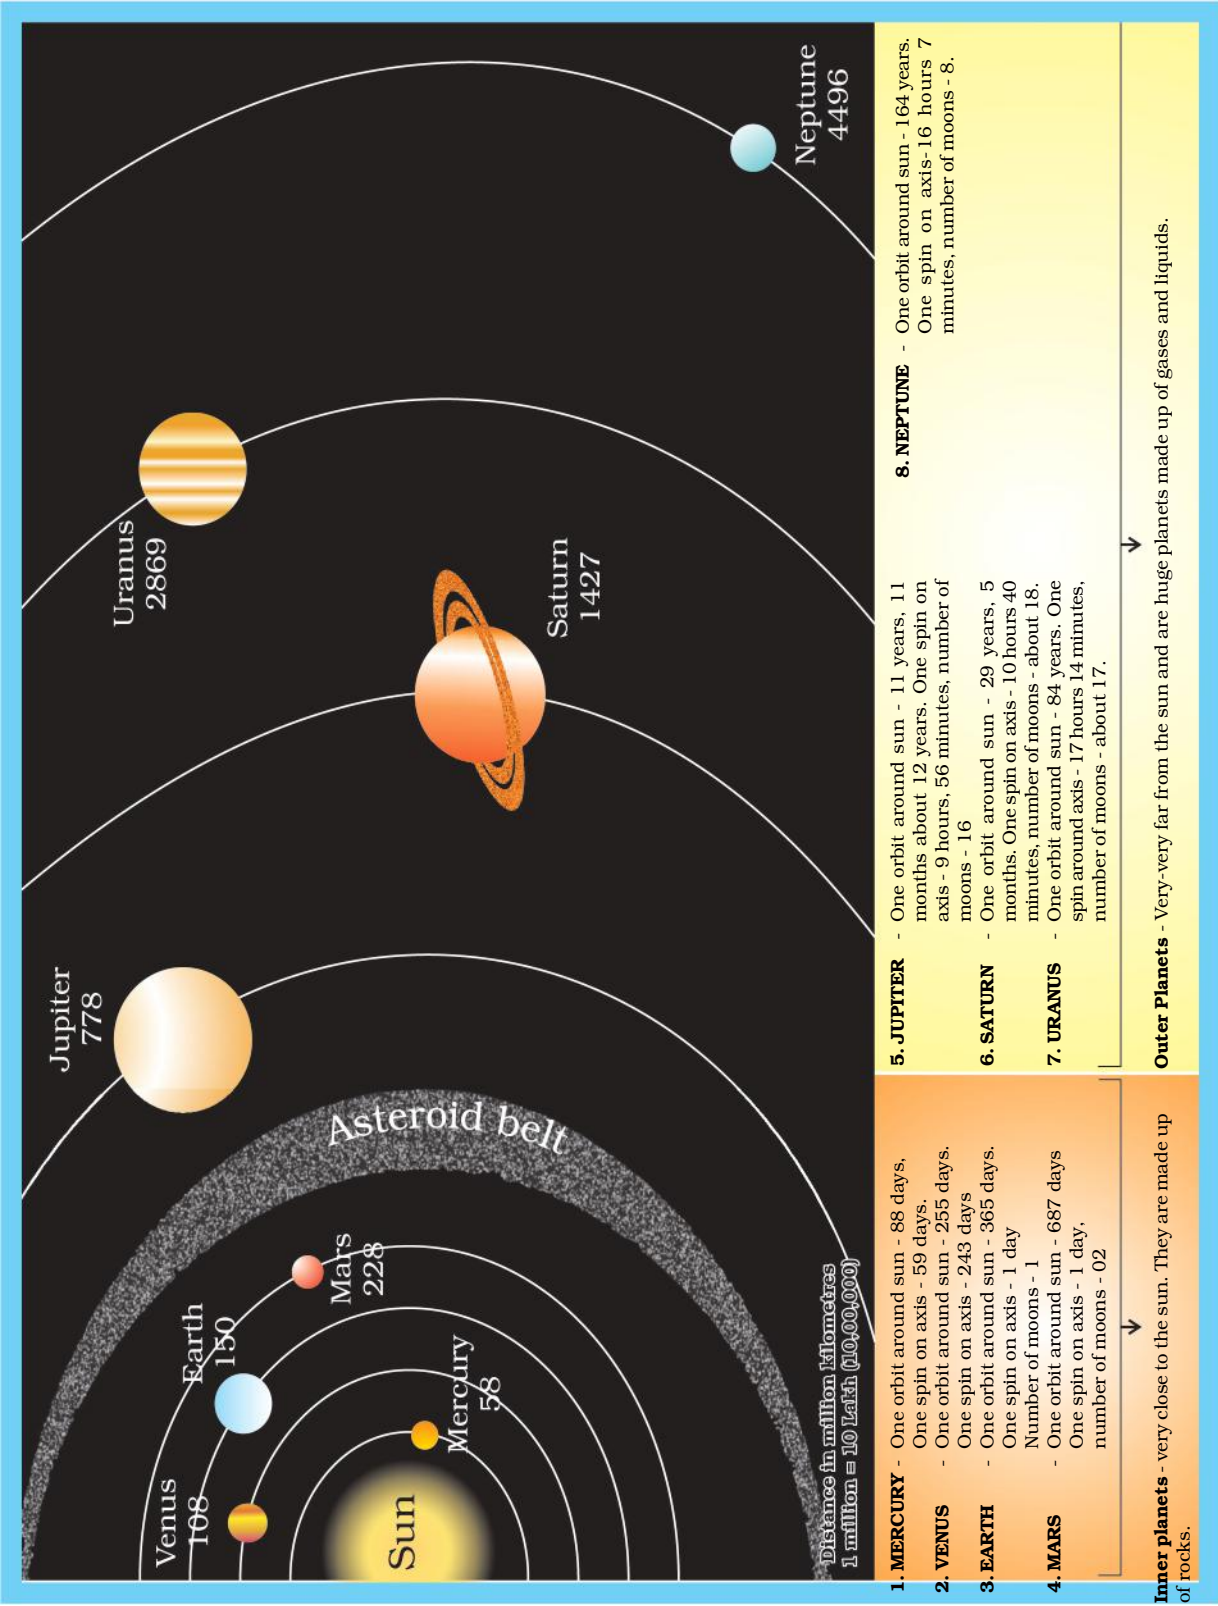 Sun
Mercury
58
Venus
108
Earth
150
Mars
228
Asteroid belt
Jupiter
778
Saturn
1427
Uranus
2869
Neptune
4496
Distance in million kilometres
1 million = 10 Lakh (10,00,000)
1. MERCURY - One orbit around sun - 88 days,
One spin on axis - 59 days.
2. VENUS - One orbit around sun - 255 days.
One spin on axis - 243 days
3. EARTH - One orbit around sun - 365 days.
One spin on axis - 1 day
Number of moons - 1
4. MARS - One orbit around sun - 687 days
One spin on axis - 1 day,
number of moons - 02
Inner planets - very close to the sun. They are made up
of rocks.
5. JUPITER - One orbit around sun - 11 years, 11
months about 12 years. One spin on
axis - 9 hours, 56 minutes, number of
moons - 16
6. SATURN - One orbit around sun - 29 years, 5
months. One spin on axis - 10 hours 40
minutes, number of moons - about 18.
7. URANUS - One orbit around sun - 84 years. One
spin around axis - 17 hours 14 minutes,
number of moons - about 17.
8. NEPTUNE - One orbit around sun - 164 years.
One spin on axis-16 hours 7
minutes, number of moons - 8.
Outer Planets - Very-very far from the sun and are huge planets made up of gases and liquids.